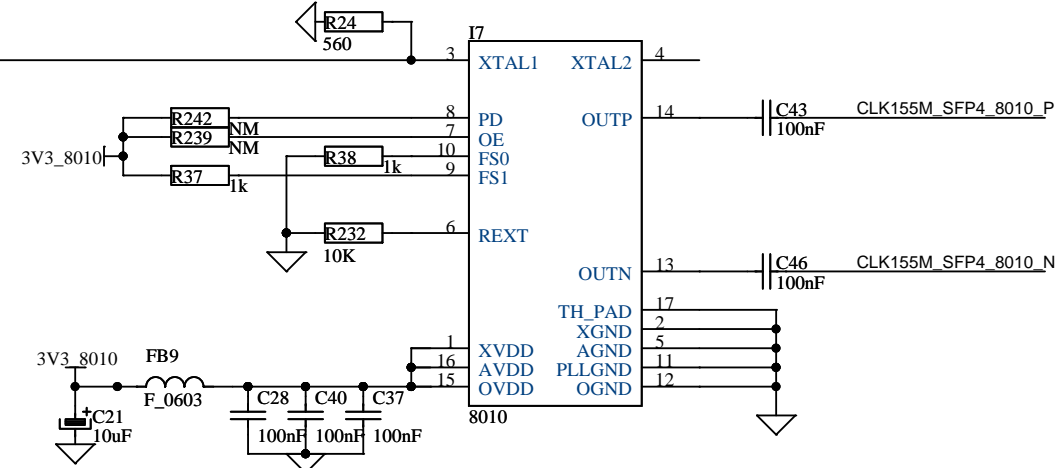 R24
560
I7
3 XTAL1 XTAL2 4
R242 NM 8 PD OUTP 14 C43 100nF CLK155M_SFP4_8010_P
R239 NM 7 OE
3V3_8010 R38 1k 10 FS0
R37 1k 9 FS1
R232 10K 6 REXT
OUTN 13 C46 100nF CLK155M_SFP4_8010_N
TH_PAD 17
XGND 2
1 XVDD AGND 5
16 AVDD PLLGND 11
15 OVDD OGND 12
8010
3V3_8010 FB9
F_0603
+
C21 10uF
C28 C40 C37
100nF 100nF 100nF